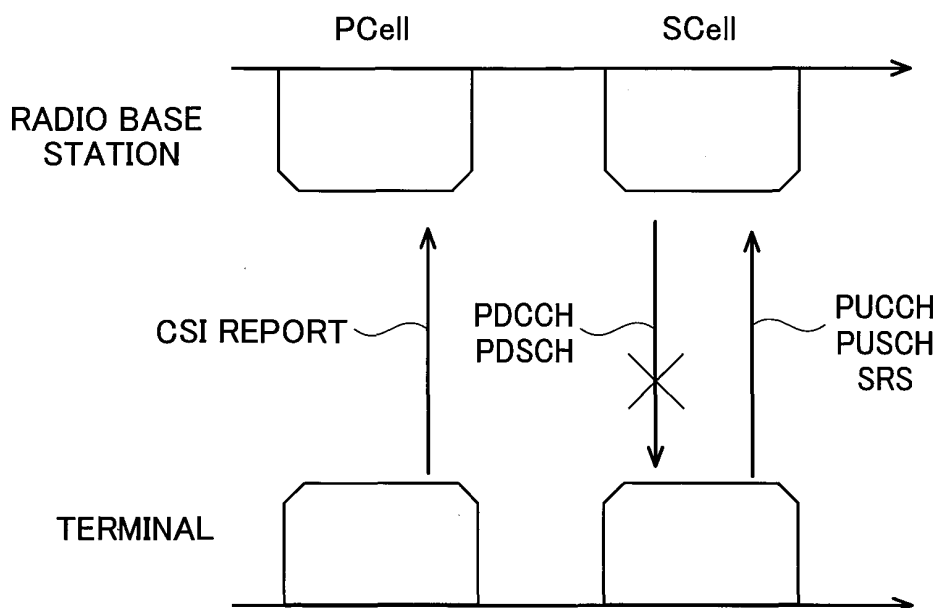 PCell
SCell
RADIO BASE
STATION
CSI REPORT
PDCCH
PDSCH
PUCCH
PUSCH
SRS
TERMINAL